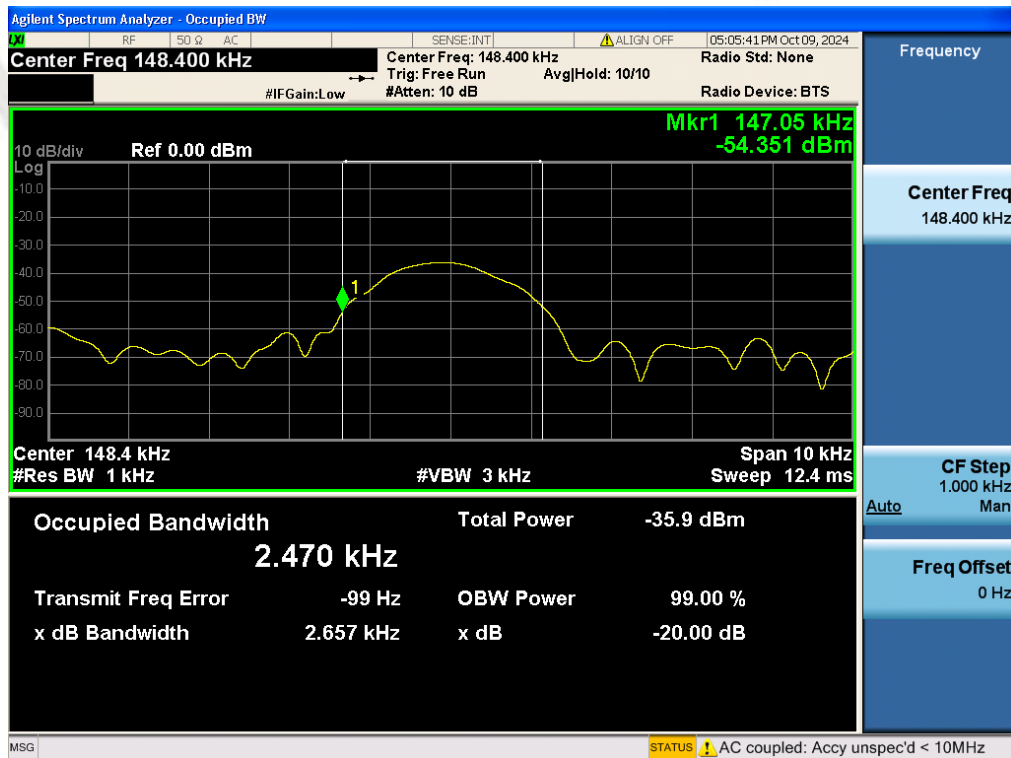 Agilent Spectrum Analyzer - Occupied BW
LXI RF 50 Ω AC SENSE:INT ALIGN OFF 05:05:41 PM Oct 09, 2024
Center Freq 148.400 kHz
Center Freq: 148.400 kHz Radio Std: None
Trig: Free Run Avg|Hold: 10/10
#IFGain:Low #Atten: 10 dB Radio Device: BTS
Mkr1 147.05 kHz
-54.351 dBm
10 dB/div Ref 0.00 dBm
Log
-10.0
-20.0
-30.0
-40.0
1
-50.0
-60.0
-70.0
-80.0
-90.0
Center 148.4 kHz Span 10 kHz
#Res BW 1 kHz #VBW 3 kHz Sweep 12.4 ms
Occupied Bandwidth Total Power -35.9 dBm
2.470 kHz
Transmit Freq Error -99 Hz OBW Power 99.00 %
x dB Bandwidth 2.657 kHz x dB -20.00 dB
Frequency
Center Freq
148.400 kHz
CF Step
1.000 kHz
Auto Man
Freq Offset
0 Hz
MSG STATUS AC coupled: Accy unspec'd < 10MHz